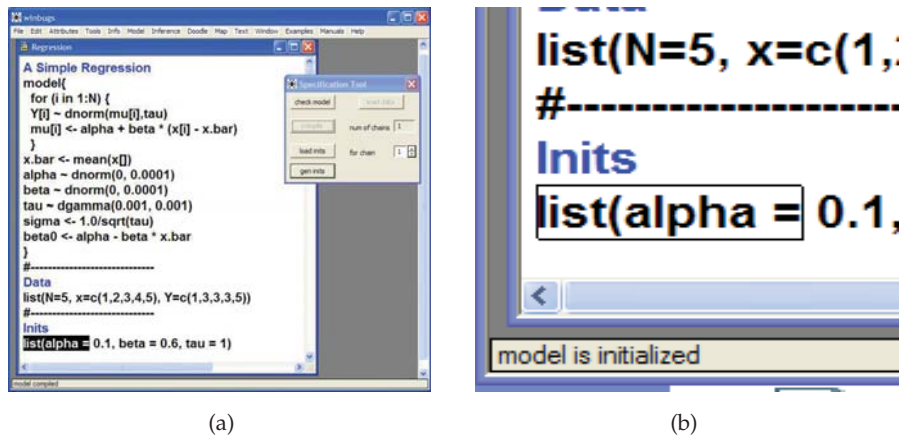 winbugs
File Edit Attributes Tools Info Model Inference Doodle Map Text Window Examples Manuals Help
Regression
A Simple Regression
model{
for (i in 1:N) {
Y[i] ~ dnorm(mu[i],tau)
mu[i] <- alpha + beta * (x[i] - x.bar)
}
x.bar <- mean(x[])
alpha ~ dnorm(0, 0.0001)
beta ~ dnorm(0, 0.0001)
tau ~ dgamma(0.001, 0.001)
sigma <- 1.0/sqrt(tau)
beta0 <- alpha - beta * x.bar
}
#-----------------------------
Data
list(N=5, x=c(1,2,3,4,5), Y=c(1,3,3,3,5))
#-----------------------------
Inits
list(alpha = 0.1, beta = 0.6, tau = 1)
model compiled
Specification Tool
check model load data
compile num of chains 1
load inits for chain 1
gen inits
(a)
list(N=5, x=c(1,
#--------------------
Inits
list(alpha = 0.1,
model is initialized
(b)